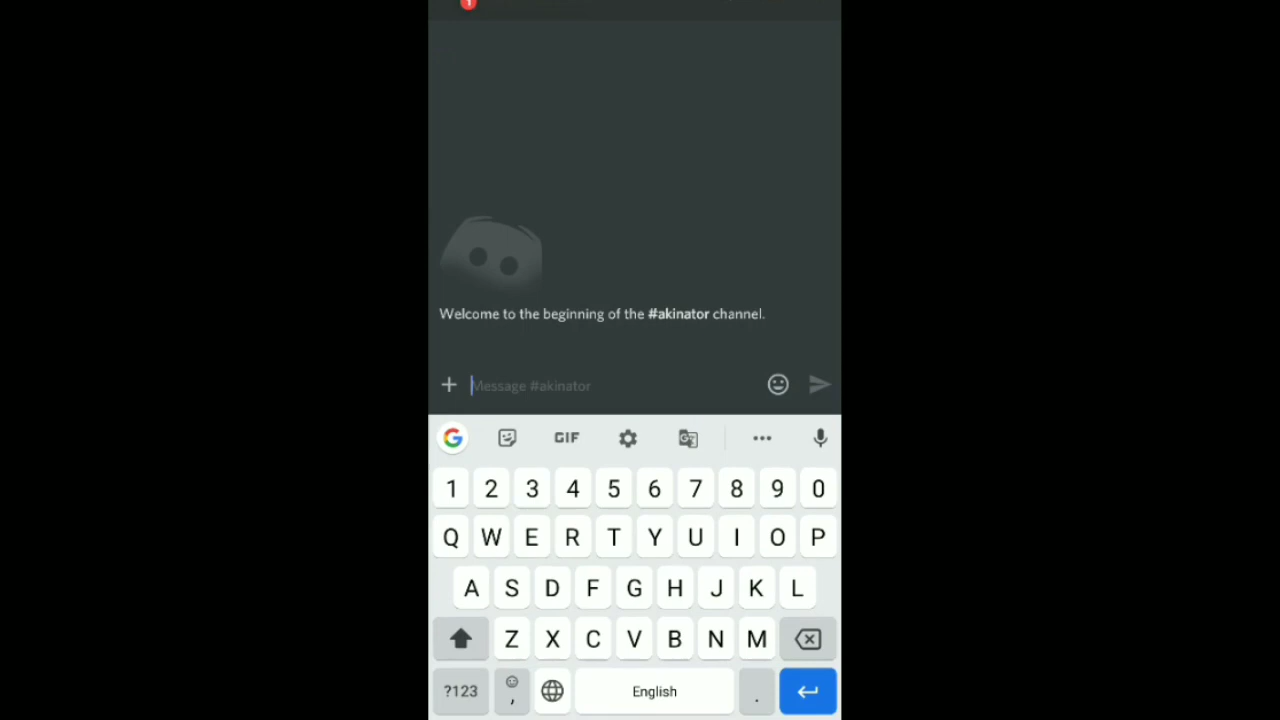 1
Welcome to the beginning of the #akinator channel.
Message #akinator
G GIF G
1 2 3 4 5 6 7 8 9 0
Q W E R T Y U I O P
A S D F G H J K L
Z X C V B N M
?123 , English .